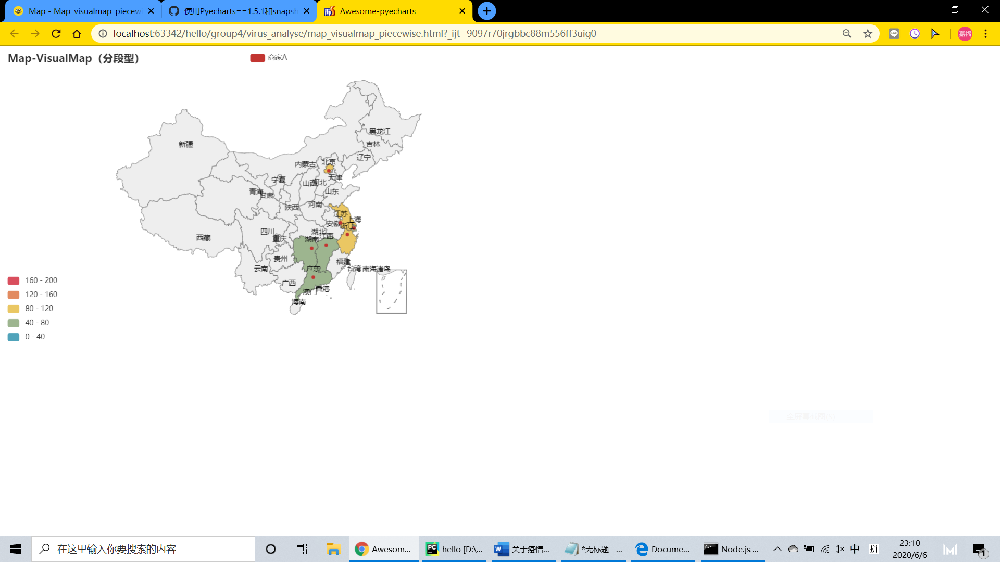 Map - Map_visualmap_piecewi
使用Pyecharts==1.5.1和snapsh
Awesome-pyecharts
localhost:63342/hello/group4/virus_analyse/map_visualmap_piecewise.html?_ijt=9097r70jrgbbc88m556ff3uig0
嘉福
Map-VisualMap（分段型）
商家A
黑龙江
新疆
吉林
辽宁
内蒙古
北京
天津
宁夏
山西
河北
青海
甘肃
山东
陕西
河南
江苏
上海
安徽
浙江
四川
湖北
江西
西藏
重庆
湖南
贵州
福建
云南
广东
台湾
南海诸岛
广西
香港
澳门
海南
160 - 200
120 - 160
80 - 120
40 - 80
0 - 40
全屏幕截图(S)
在这里输入你要搜索的内容
Awesom...
hello [D:\...
关于疫情...
*无标题 - ...
Docume...
Node.js ...
中
拼
23:10
2020/6/6
1